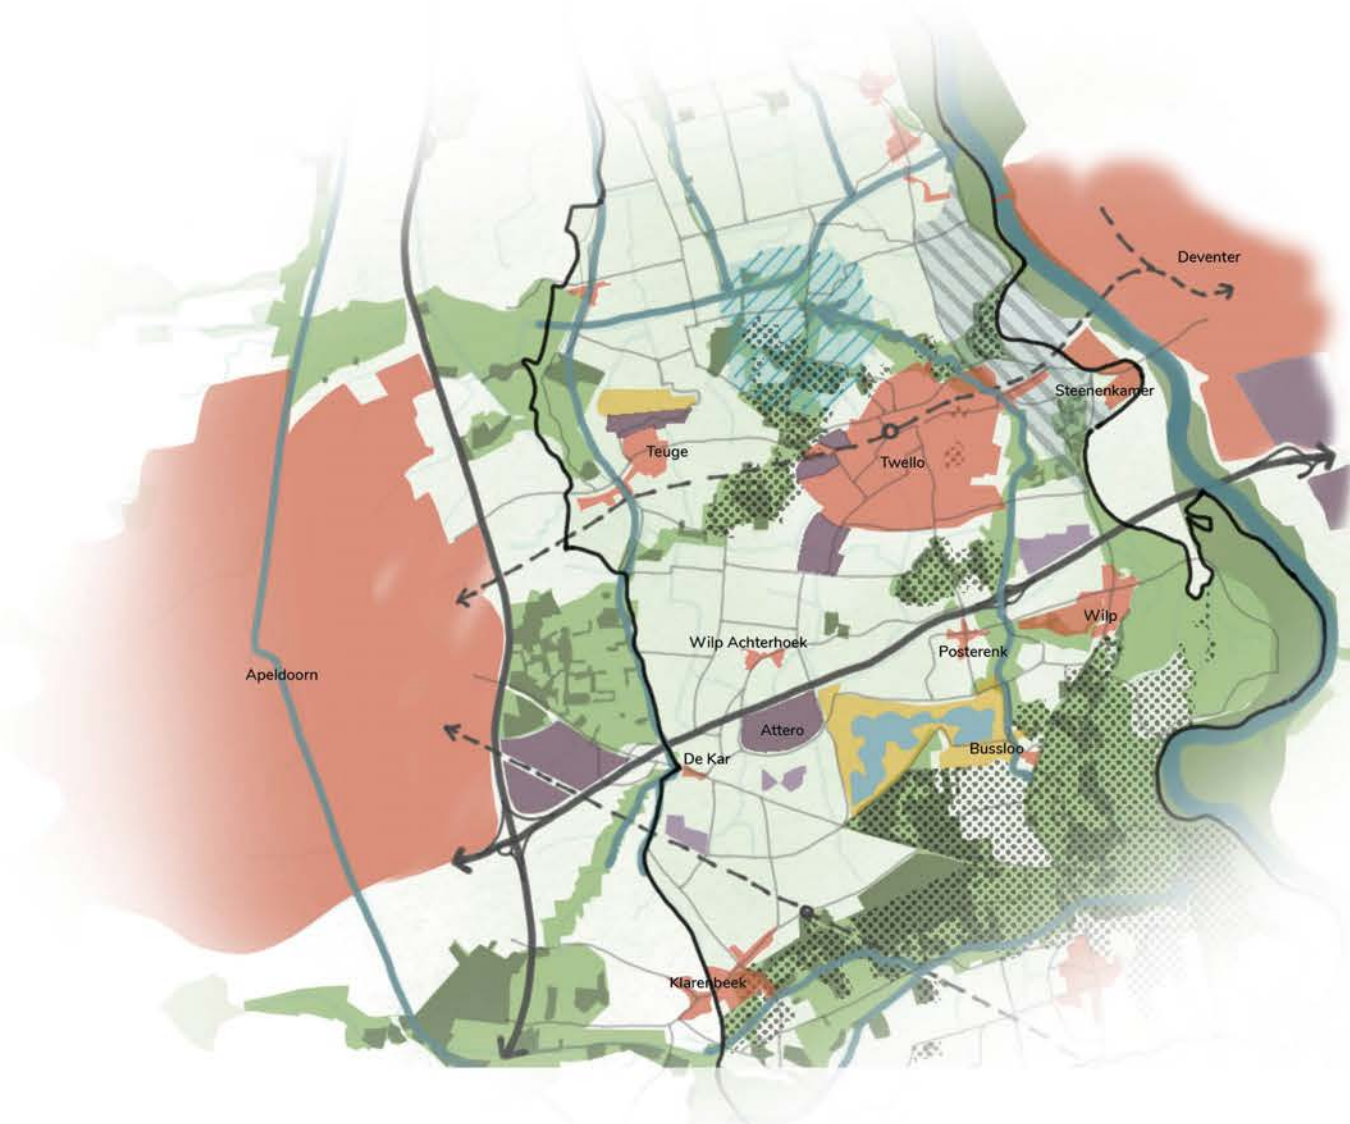 Deventer
Steenenkamer
Teuge
Twello
Wilp
Wilp Achterhoek
Posterenk
Apeldoorn
Attero
Bussloo
De Kar
Klarenbeek